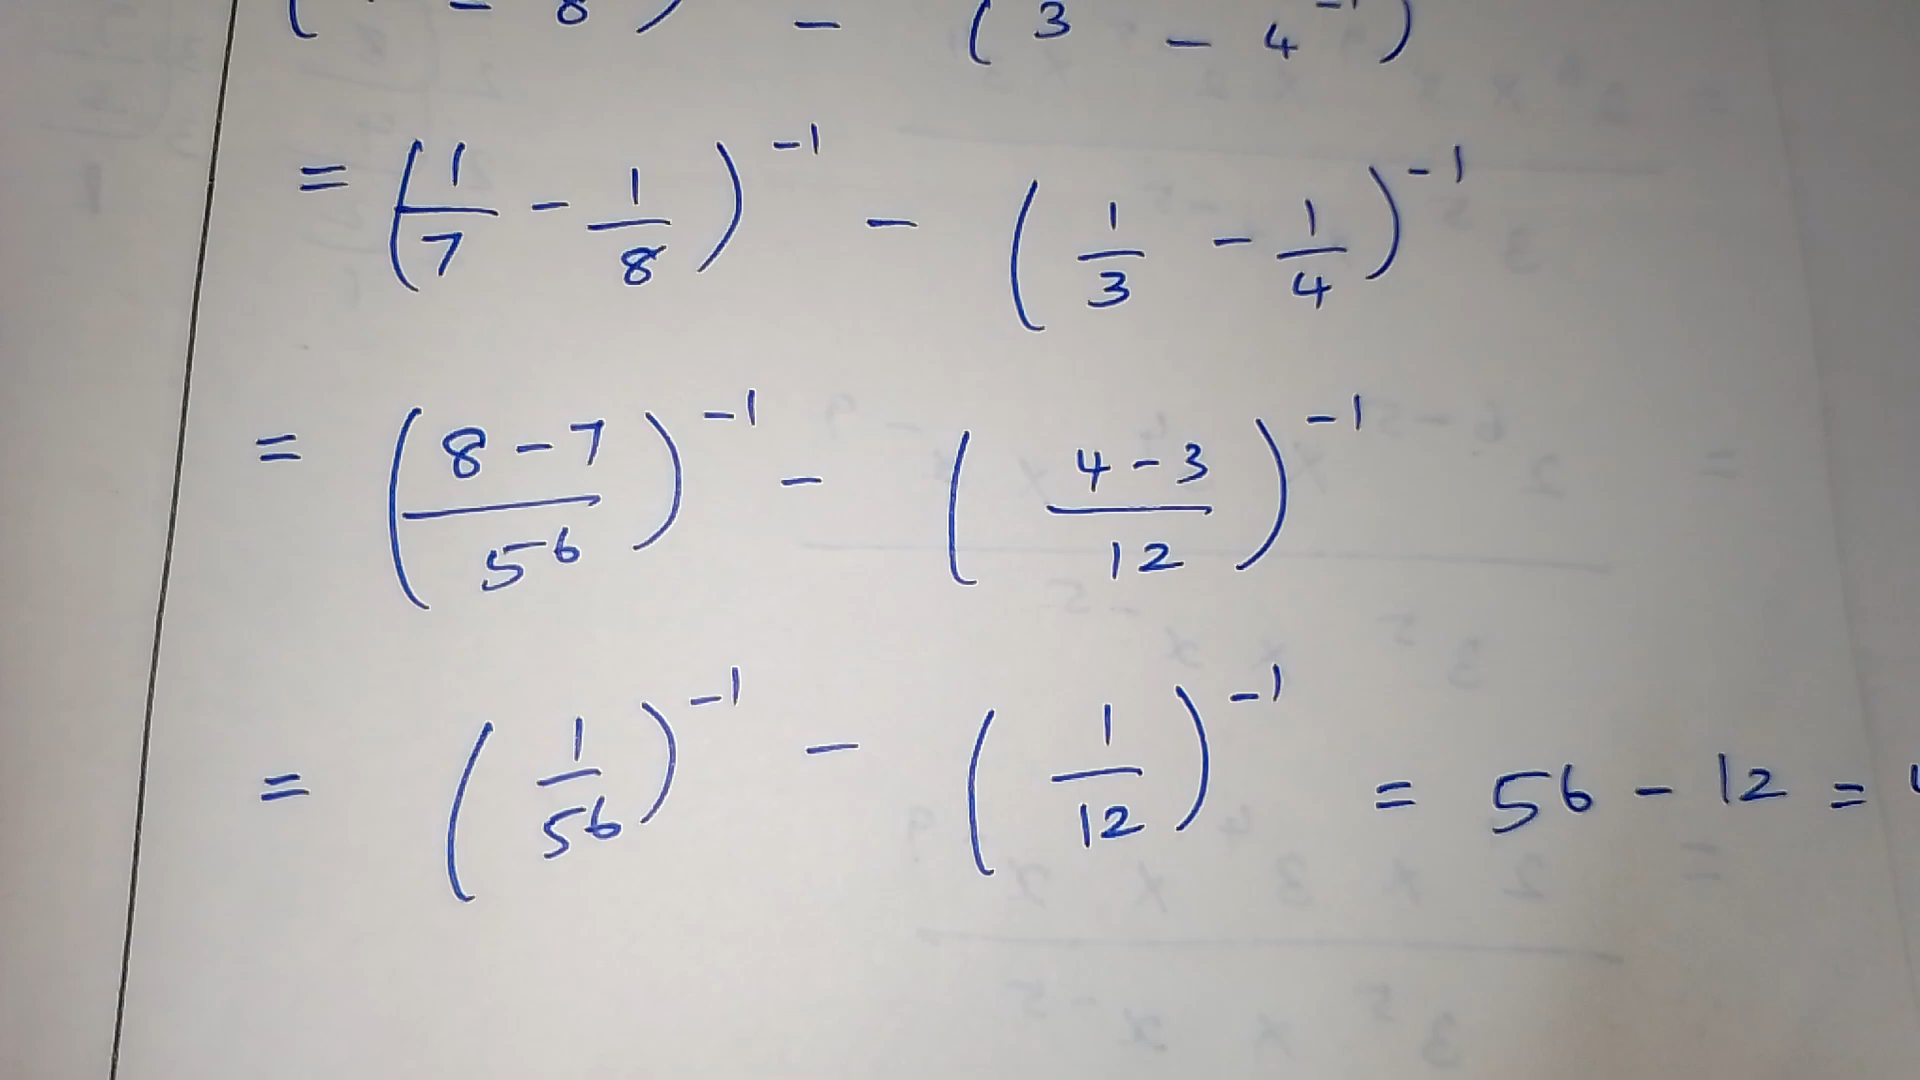 ( - 8 ) - ( 3 - 4⁻¹ )
= (1/7 - 1/8)⁻¹ - (1/3 - 1/4)⁻¹
= ((8 - 7)/56)⁻¹ - ((4 - 3)/12)⁻¹
= (1/56)⁻¹ - (1/12)⁻¹ = 56 - 12 =